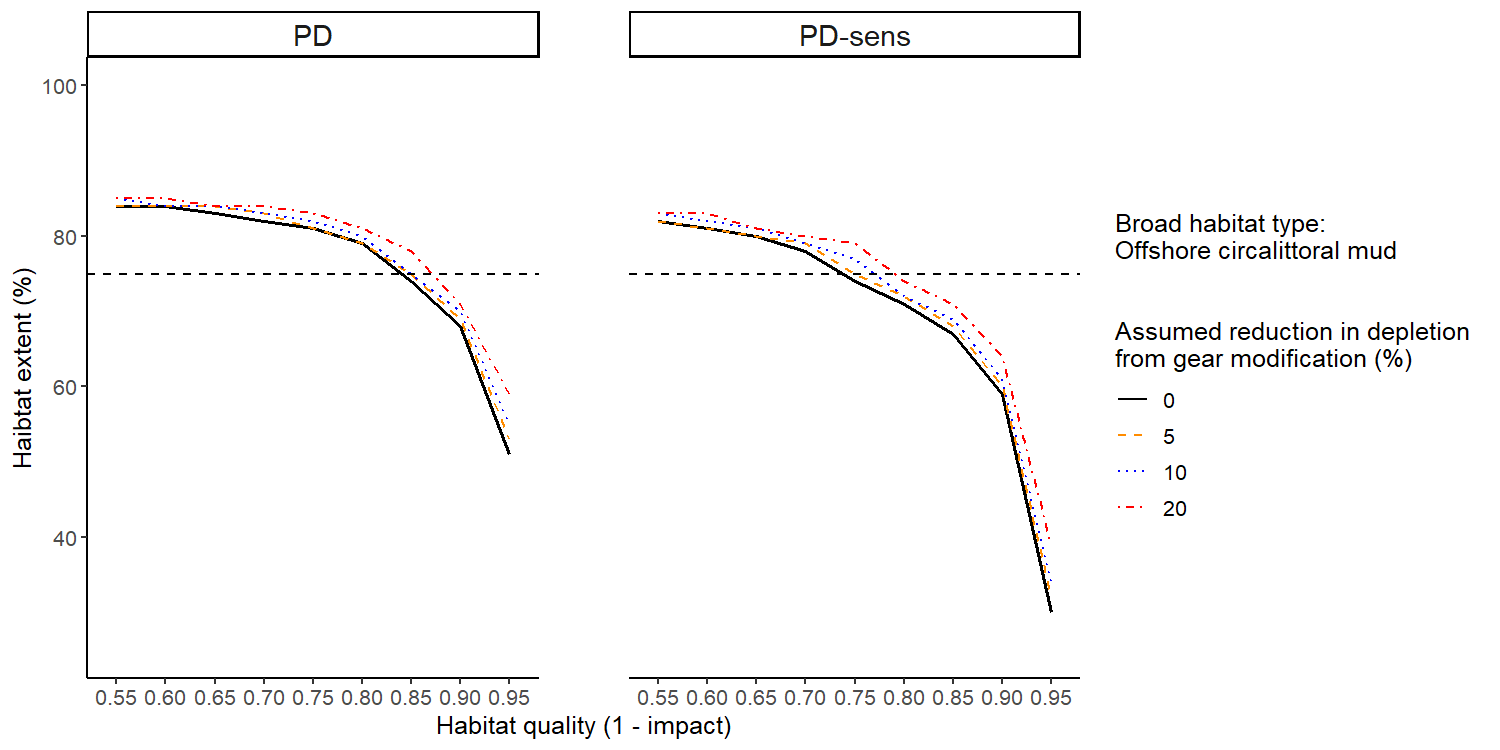 PD
PD-sens
100
80
60
40
Haibtat extent (%)
0.55 0.60 0.65 0.70 0.75 0.80 0.85 0.90 0.95
0.55 0.60 0.65 0.70 0.75 0.80 0.85 0.90 0.95
Habitat quality (1 - impact)
Broad habitat type:
Offshore circalittoral mud
Assumed reduction in depletion
from gear modification (%)
0
5
10
20